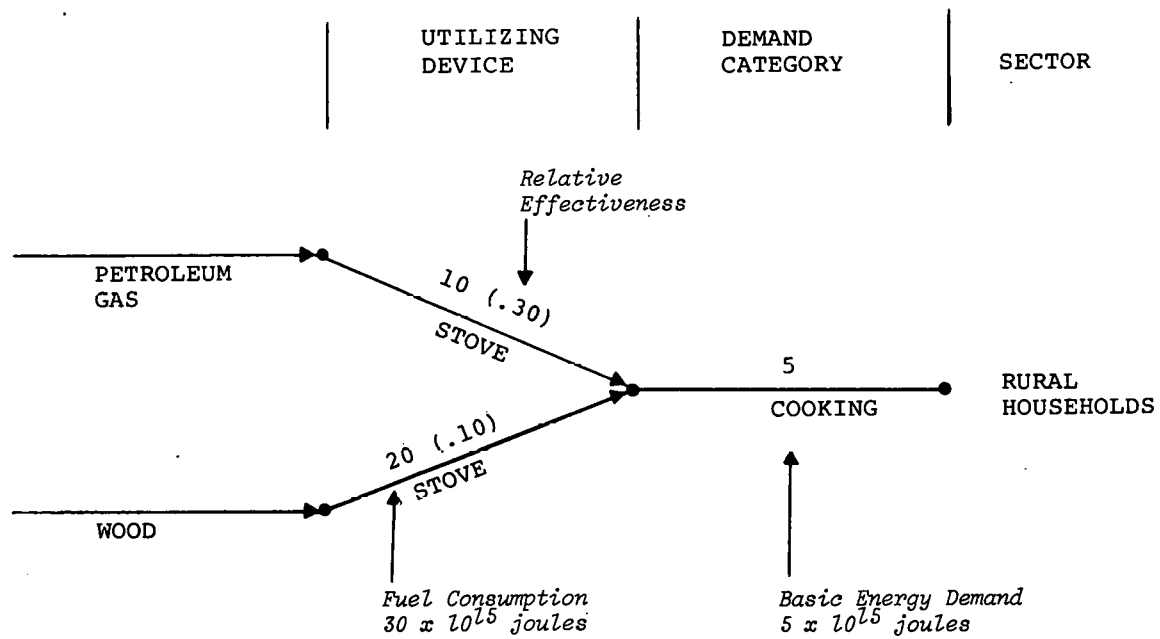 UTILIZING
DEVICE
DEMAND
CATEGORY
SECTOR
Relative
Effectiveness
PETROLEUM
GAS
10 (.30)
STOVE
5
COOKING
RURAL
HOUSEHOLDS
20 (.10)
STOVE
WOOD
Fuel Consumption
30 x 10^15 joules
Basic Energy Demand
5 x 10^15 joules